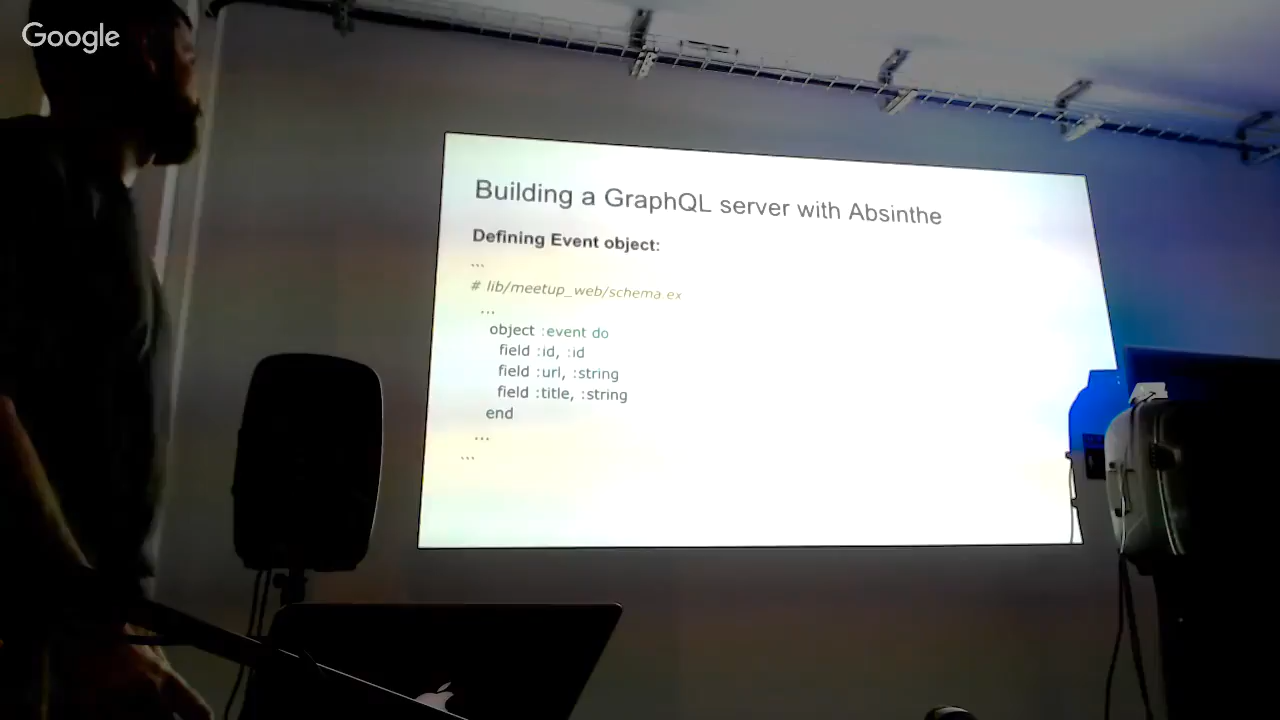 Google
Building a GraphQL server with Absinthe
Defining Event object:
```
# lib/meetup_web/schema.ex
...
object :event do
field :id, :id
field :url, :string
field :title, :string
end
...
```